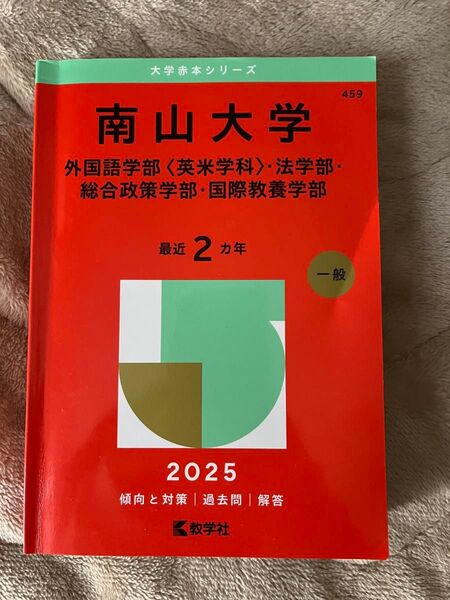 大学赤本シリーズ
459
南山大学
外国語学部〈英米学科〉・法学部・
総合政策学部・国際教養学部
最近2カ年
一般
2025
傾向と対策|過去問|解答
教学社